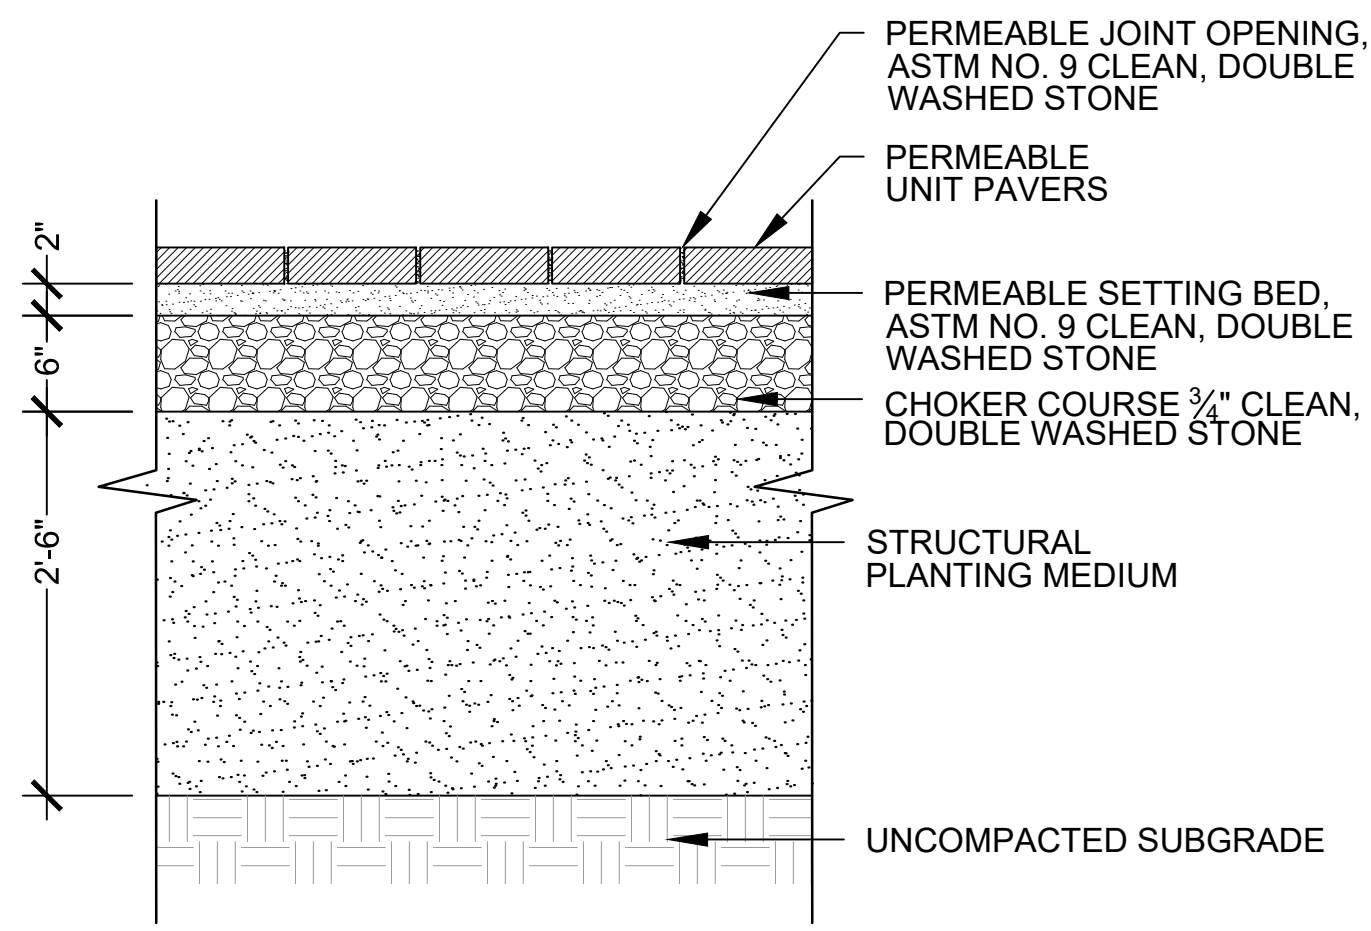 PERMEABLE JOINT OPENING,
ASTM NO. 9 CLEAN, DOUBLE
WASHED STONE
PERMEABLE
UNIT PAVERS
2"
PERMEABLE SETTING BED,
ASTM NO. 9 CLEAN, DOUBLE
WASHED STONE
6"
CHOKER COURSE ¾" CLEAN,
DOUBLE WASHED STONE
2'-6"
STRUCTURAL
PLANTING MEDIUM
UNCOMPACTED SUBGRADE